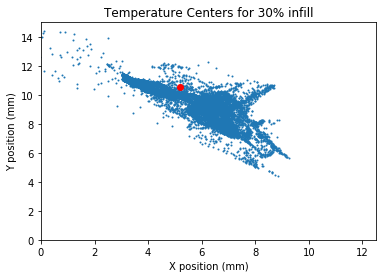 Temperature Centers for 30% infill
Y position (mm)
14
12
10
8
6
4
2
0
0 2 4 6 8 10 12
X position (mm)